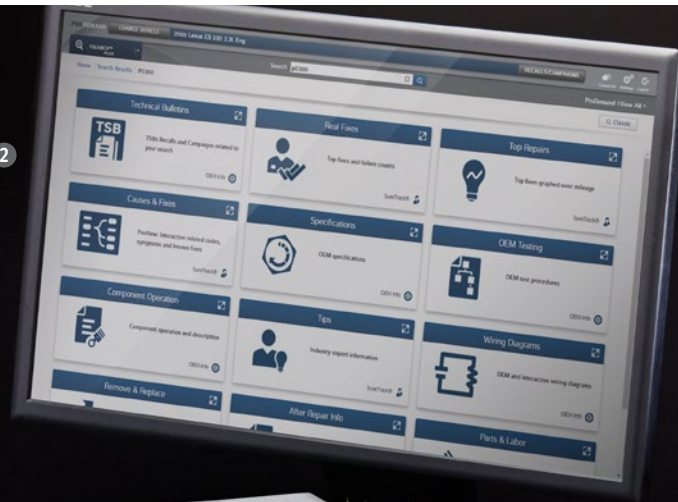 2
CHANGE VEHICLE
2006 Lexus ES 330 3.3L Eng
RECALLS/CAMPAIGNS
1SEARCH
PLUS
Search
p0300
Home
Search Results
P0300
ProDemand 1View All
Classic
Technical Bulletins
TSB
TSBs Recalls and Campaigns related to
your search
OEM Info
Real Fixes
Top fixes and failure counts
SureTrack®
Top Repairs
Top fixes graphed over mileage
SureTrack®
Causes & Fixes
interactive related codes,
symptoms and known fixes
SureTrack®
Specifications
OEM specifications
OEM Info
OEM Testing
OEM test procedures
OEM Info
Component Operation
Component operation and description
OEM Info
Tips
Industry expert information
SureTrack®
Wiring Diagrams
OEM and interactive wiring diagrams
OEM Info
Remove & Replace
After Repair Info
Parts & Labor